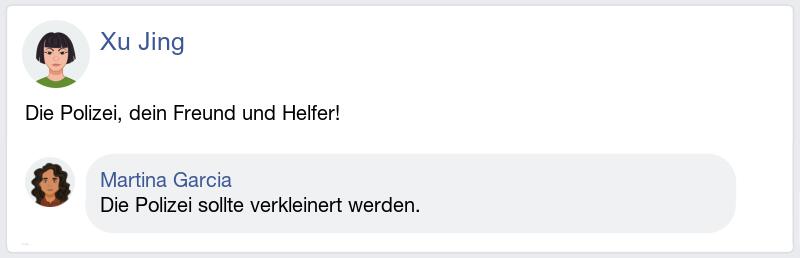 Xu Jing
Die Polizei, dein Freund und Helfer!
Martina Garcia
Die Polizei sollte verkleinert werden.